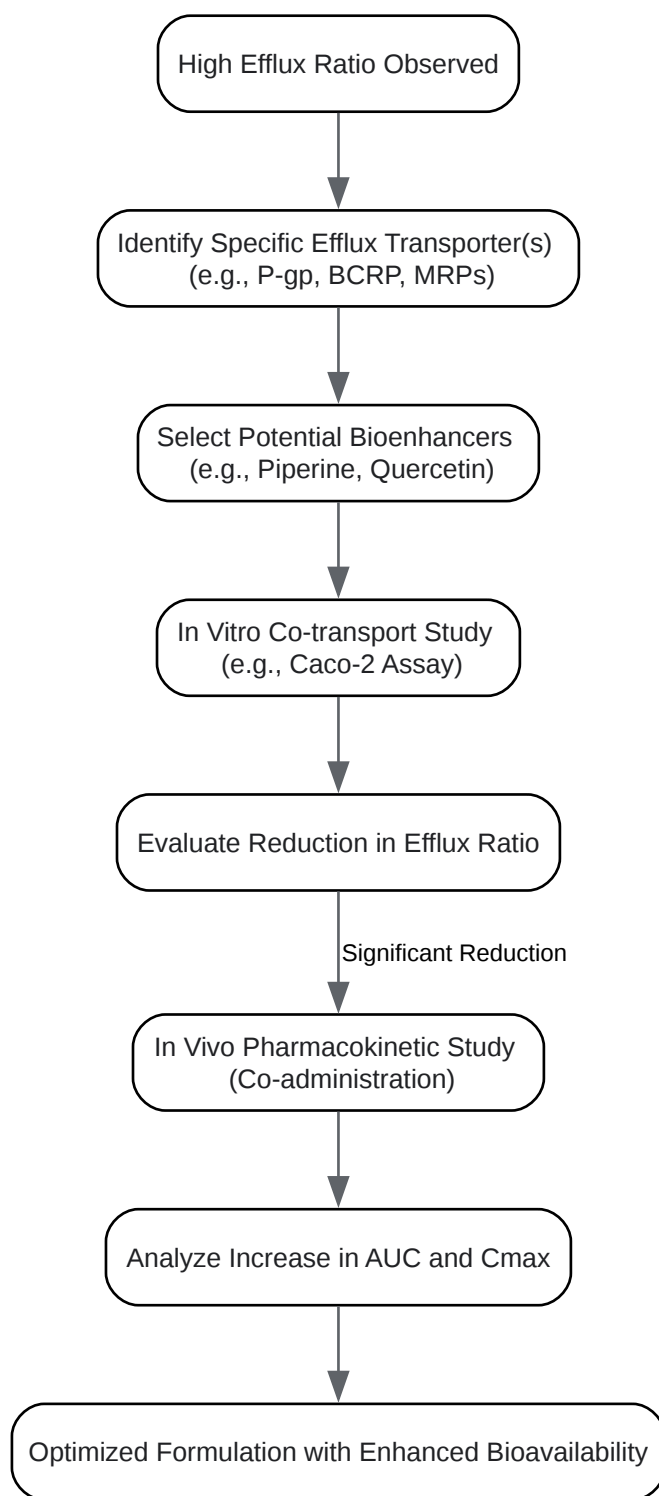 High Efflux Ratio Observed
Identify Specific Efflux Transporter(s)
(e.g., P-gp, BCRP, MRPs)
Select Potential Bioenhancers
(e.g., Piperine, Quercetin)
In Vitro Co-transport Study
(e.g., Caco-2 Assay)
Evaluate Reduction in Efflux Ratio
Significant Reduction
In Vivo Pharmacokinetic Study
(Co-administration)
Analyze Increase in AUC and Cmax
Optimized Formulation with Enhanced Bioavailability